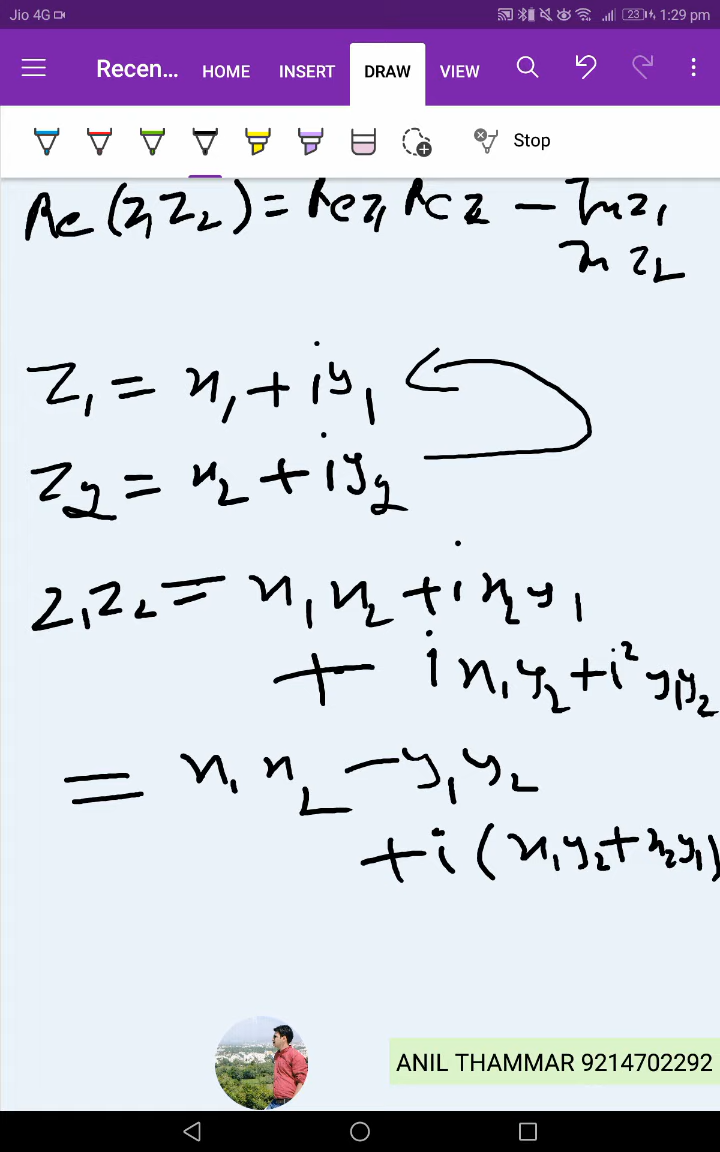 Jio 4G 23 1:29 pm
Recen... HOME INSERT DRAW VIEW
Stop
Re(z₁z₂) = Re z₁ Re z₂ − Im z₁
Im z₂
z₁ = x₁ + iy₁
z₂ = x₂ + iy₂
z₁z₂ = x₁x₂ + ix₂y₁
+ ix₁y₂ + i²y₁y₂
= x₁x₂ − y₁y₂
+ i(x₁y₂ + x₂y₁)
ANIL THAMMAR 9214702292